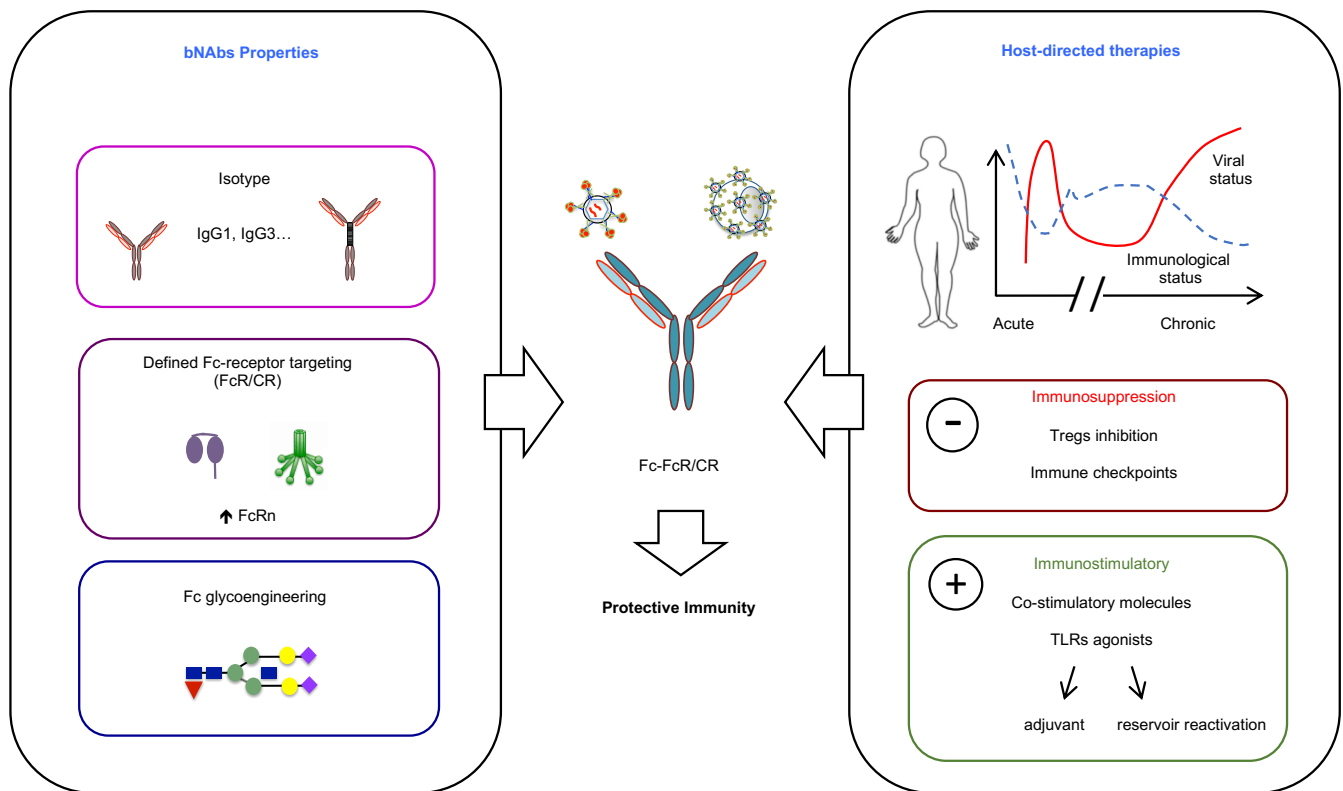 bNAbs Properties
Isotype
IgG1, IgG3…
Defined Fc-receptor targeting
(FcR/CR)
↑ FcRn
Fc glycoengineering
Fc-FcR/CR
Protective Immunity
Host-directed therapies
Viral
status
Immunological
status
Acute
Chronic
-
Immunosuppression
Tregs inhibition
Immune checkpoints
+
Immunostimulatory
Co-stimulatory molecules
TLRs agonists
adjuvant
reservoir reactivation